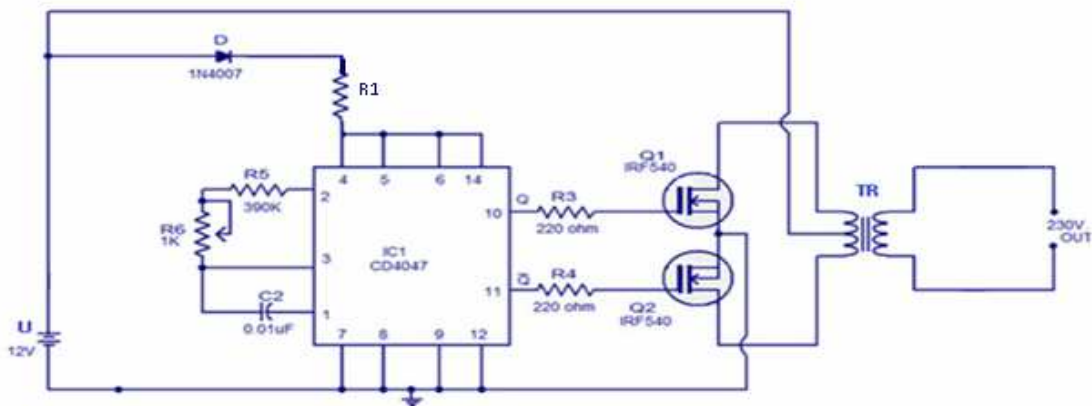 D
1N4007
R1
4 5 6 14
R5
390K
2
R6
1K
3
C2
0.01uF
1
IC1
CD4047
10
Q
R3
220 ohm
11
Q̅
R4
220 ohm
7 8 9 12
Q1
IRF540
Q2
IRF540
TR
230V
OUT
U
12V